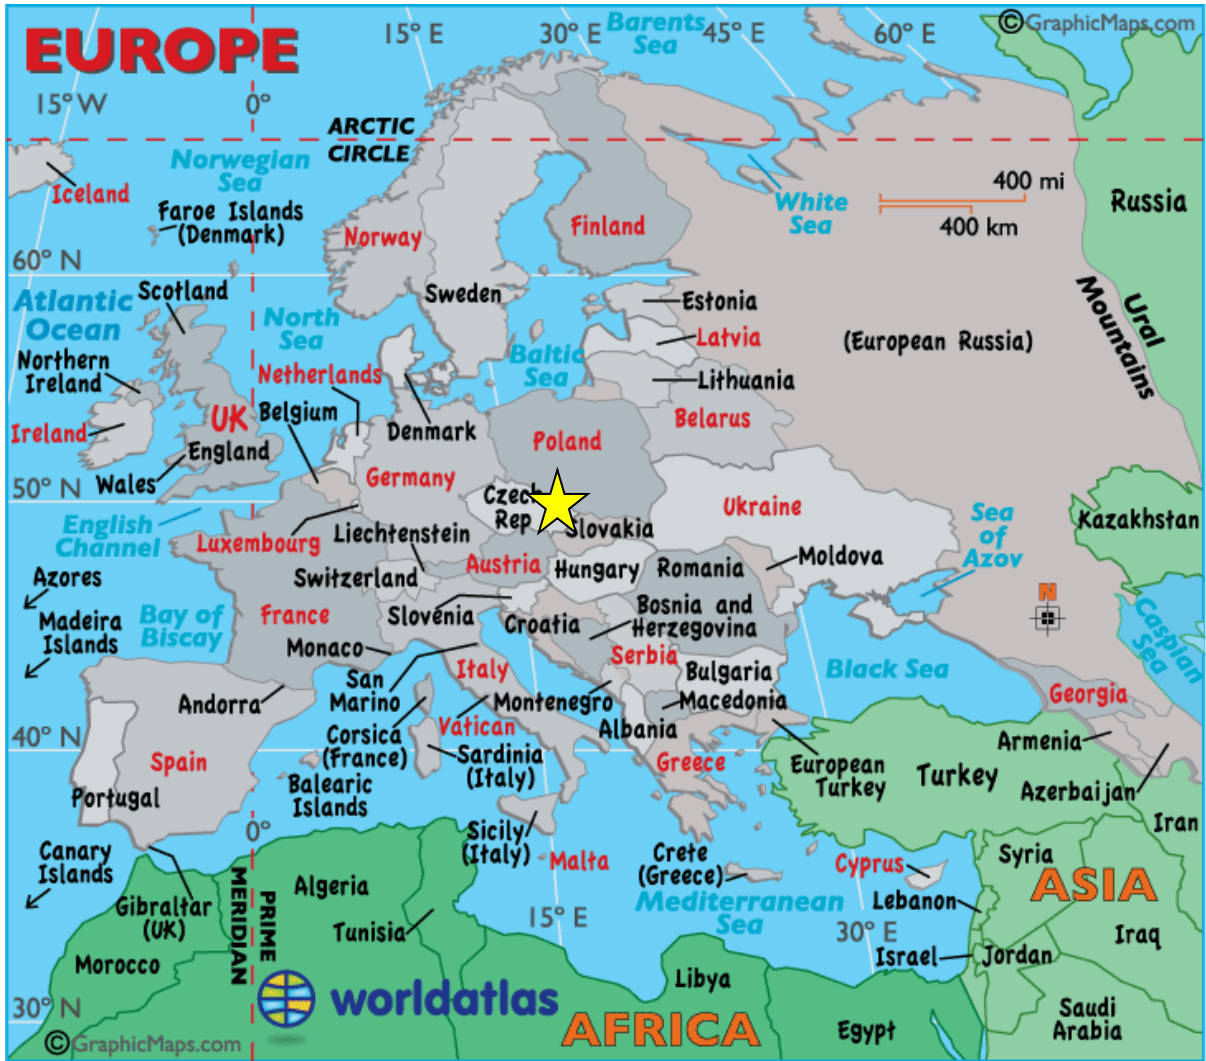 EUROPE
15° W
0°
15° E
30° E
Barents
Sea
45° E
60° E
©GraphicMaps.com
ARCTIC
CIRCLE
Norwegian
Sea
Iceland
Faroe Islands
(Denmark)
White
Sea
400 mi
400 km
Russia
Ural
Mountains
Norway
Finland
Sweden
60° N
Atlantic
Ocean
Scotland
Northern
Ireland
North
Sea
Estonia
Latvia
Lithuania
(European Russia)
Baltic
Sea
Netherlands
Belgium
UK
Ireland
England
Wales
Denmark
Belarus
Poland
Germany
50° N
English
Channel
Luxembourg
Liechtenstein
Czech
Rep
Slovakia
Ukraine
Sea
of
Azov
Kazakhstan
Azores
Madeira
Islands
Bay of
Biscay
Switzerland
Austria
Hungary
Romania
Moldova
France
Slovenia
Croatia
Bosnia and
Herzegovina
N
Caspian
Sea
Monaco
Italy
Serbia
Bulgaria
Black Sea
Georgia
Andorra
San
Marino
Montenegro
Macedonia
Corsica
(France)
Vatican
Albania
Armenia
40° N
Spain
Sardinia
(Italy)
Greece
European
Turkey
Turkey
Azerbaijan
Portugal
Balearic
Islands
0°
Sicily
(Italy)
Malta
Crete
(Greece)
Cyprus
Syria
Iran
ASIA
Canary
Islands
Gibraltar
(UK)
PRIME
MERIDIAN
Algeria
Mediterranean
Sea
Lebanon
15° E
30° E
Tunisia
Iraq
Israel
Jordan
Morocco
Libya
worldatlas
30° N
AFRICA
Egypt
Saudi
Arabia
©GraphicMaps.com